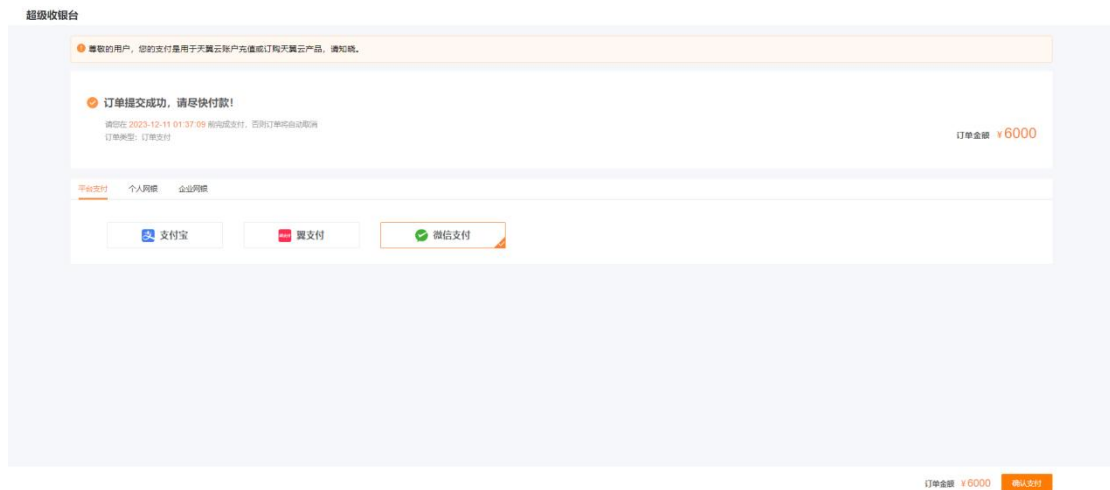 超级收银台
尊敬的用户，您的支付是用于天翼云账户充值或订购天翼云产品，请知晓。
订单提交成功，请尽快付款！
请您在 2023-12-11 01:37:09 前完成支付，否则订单将自动取消
订单类型：订单支付
订单金额 ¥6000
平台支付 个人网银 企业网银
支付宝 翼支付 微信支付
订单金额 ¥6000 确认支付